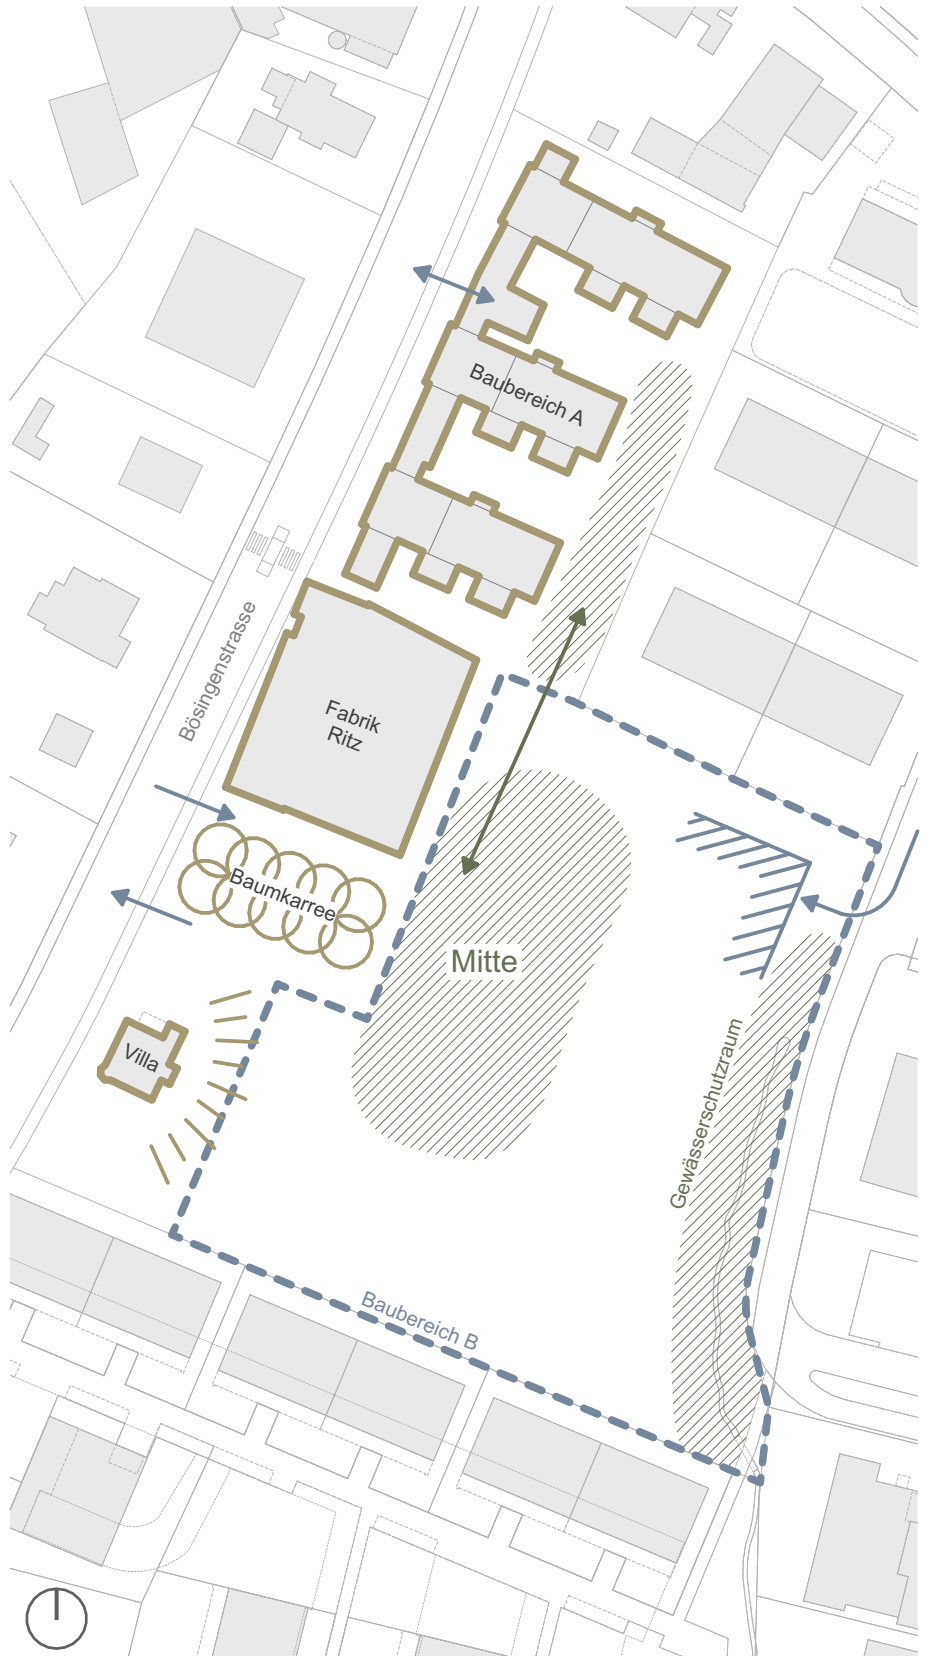 Baubereich A
Bösingenstrasse
Fabrik
Ritz
Baumkarree
Mitte
Villa
Gewässerschutzraum
Baubereich B